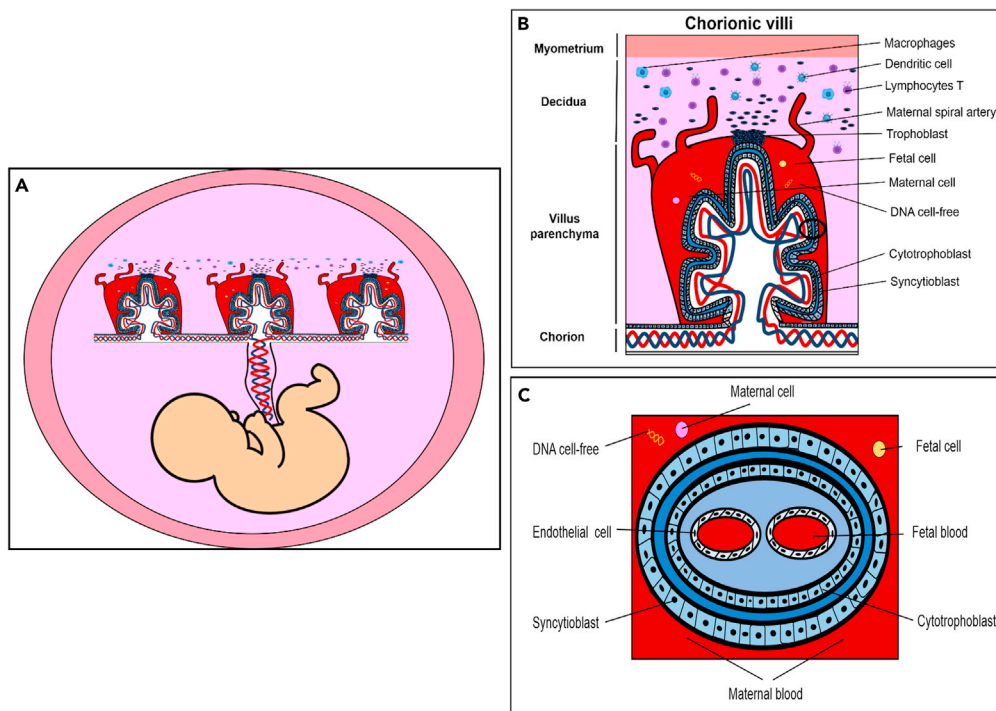 A
B
Chorionic villi
Myometrium
Decidua
Villus
parenchyma
Chorion
Macrophages
Dendritic cell
Lymphocytes T
Maternal spiral artery
Trophoblast
Fetal cell
Maternal cell
DNA cell-free
Cytotrophoblast
Syncytioblast
C
Maternal cell
DNA cell-free
Fetal cell
Endothelial cell
Fetal blood
Syncytioblast
Cytotrophoblast
Maternal blood